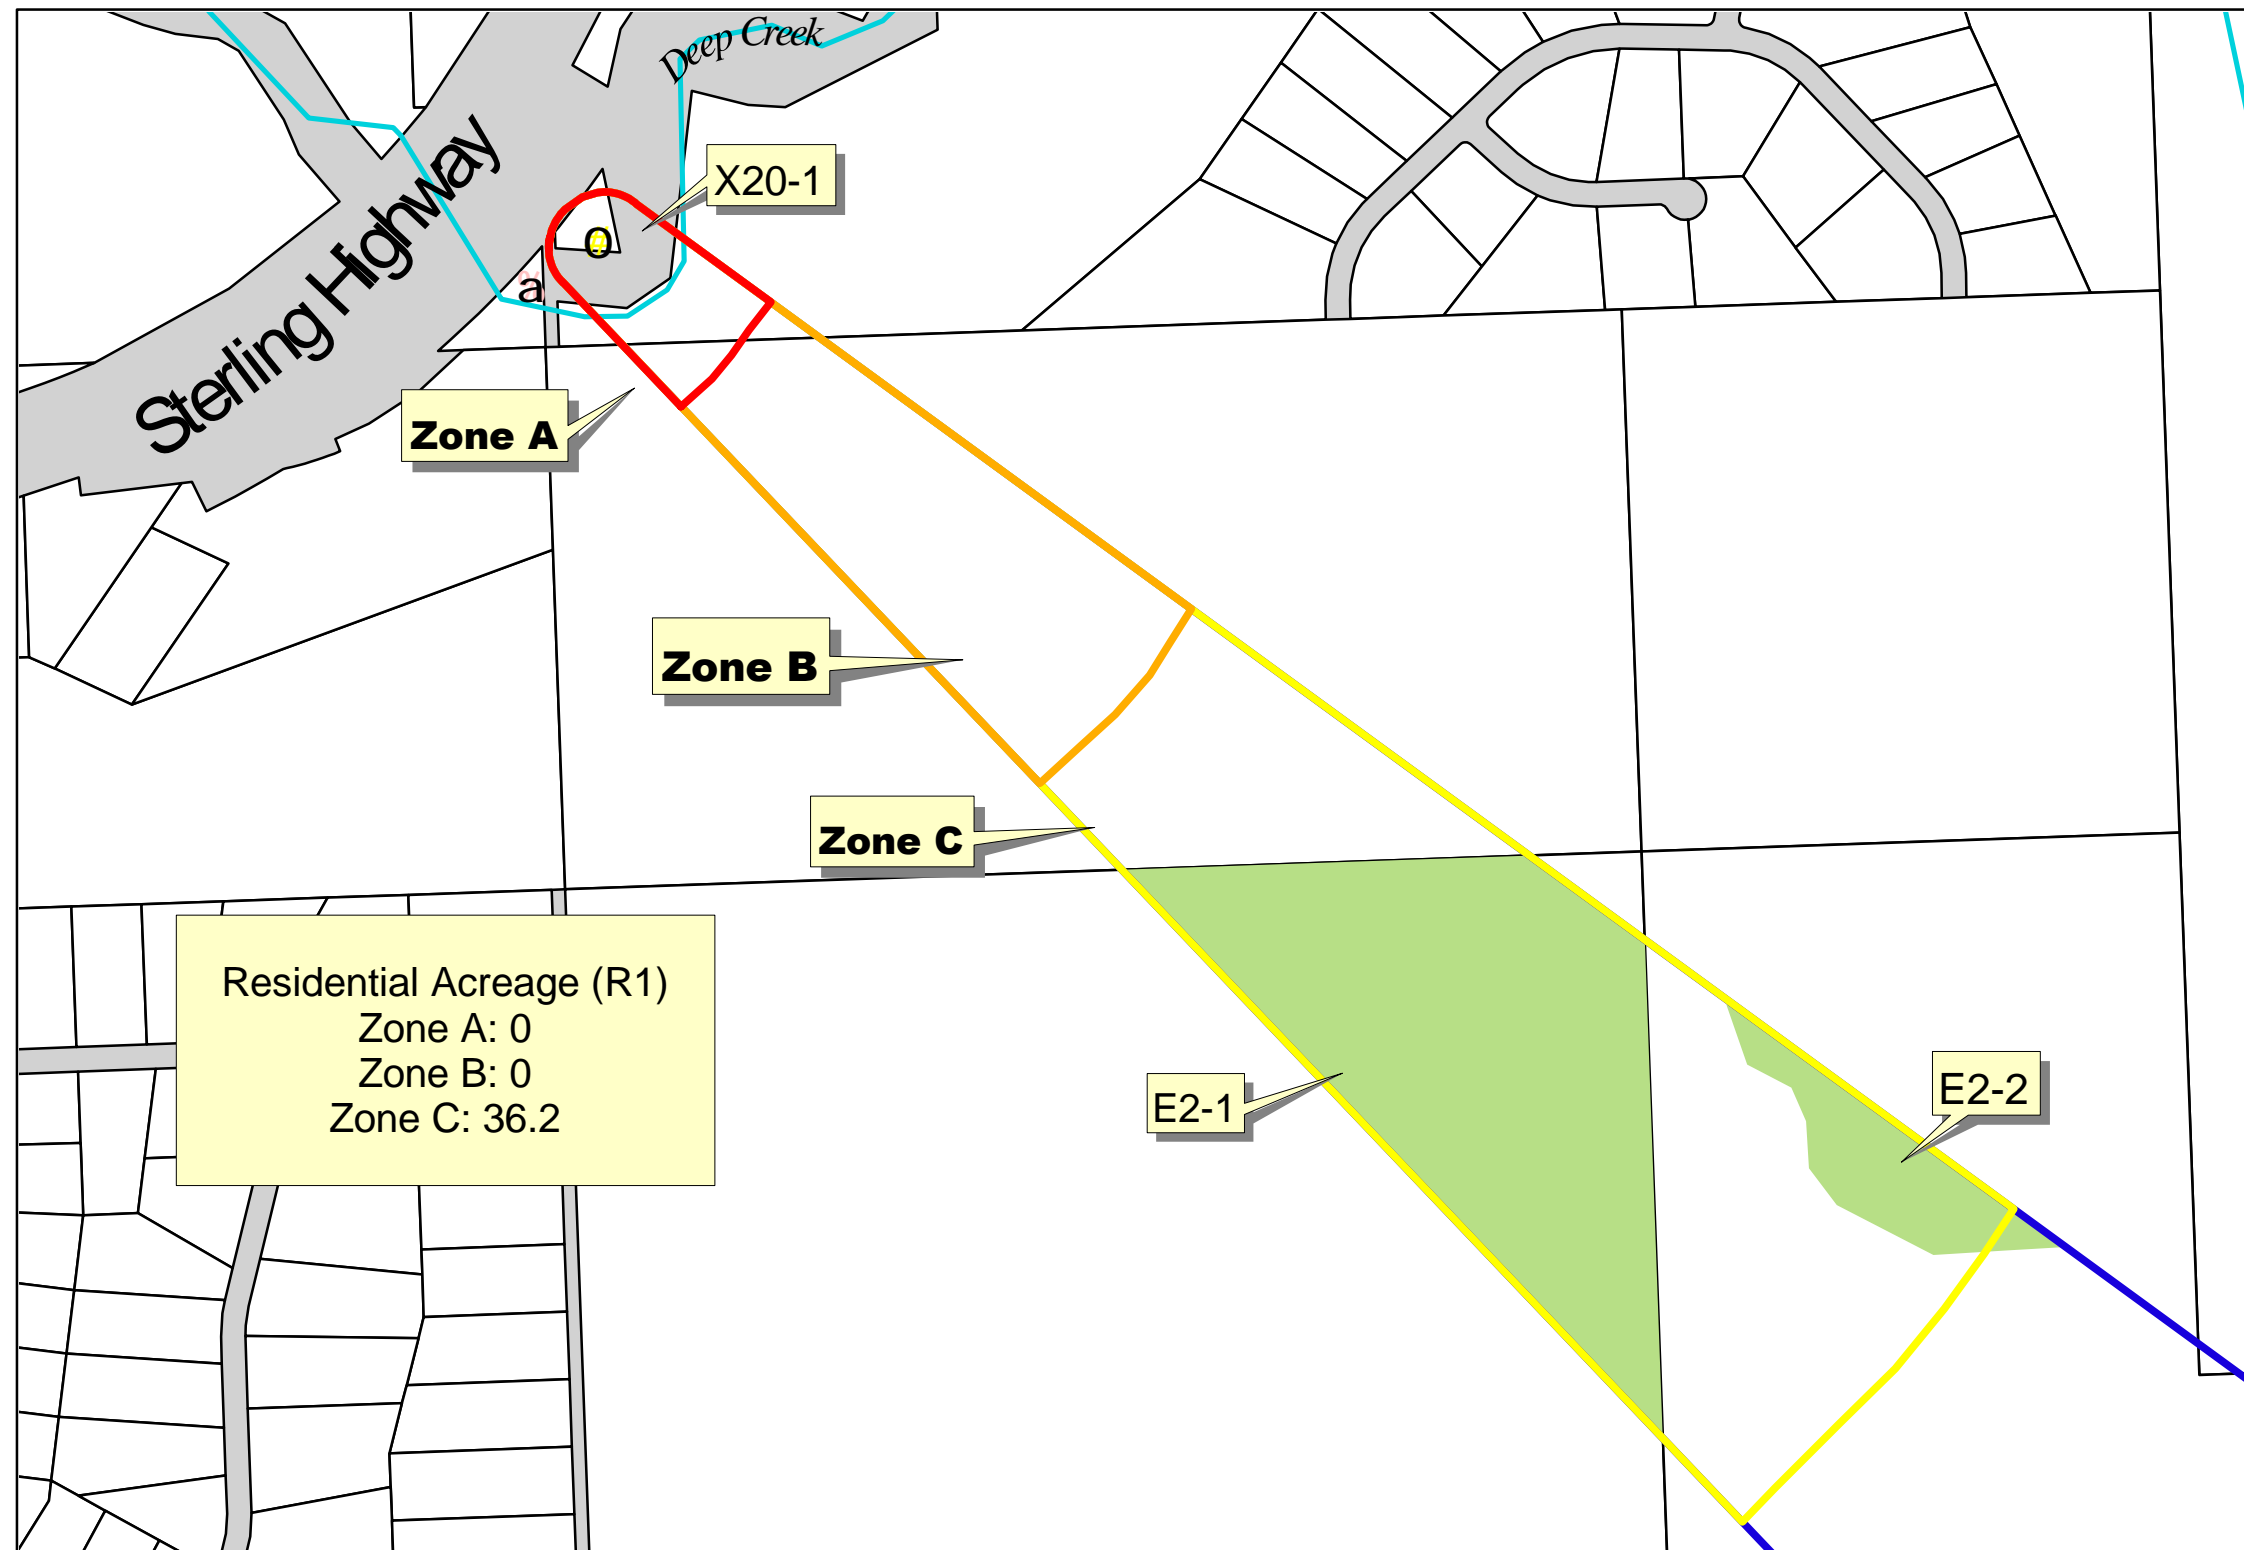 Deep Creek
X20-1
Sterling Highway
o
a
Zone A
Zone B
Zone C
Residential Acreage (R1)
Zone A: 0
Zone B: 0
Zone C: 36.2
E2-1
E2-2